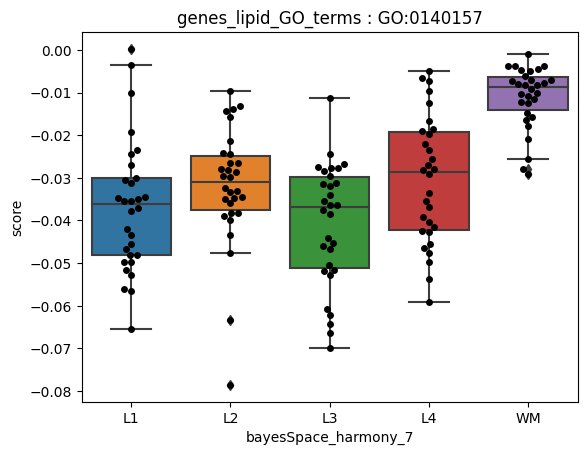 genes_lipid_GO_terms : GO:0140157
0.00
−0.01
−0.02
−0.03
−0.04
−0.05
−0.06
−0.07
−0.08
score
L1 L2 L3 L4 WM
bayesSpace_harmony_7